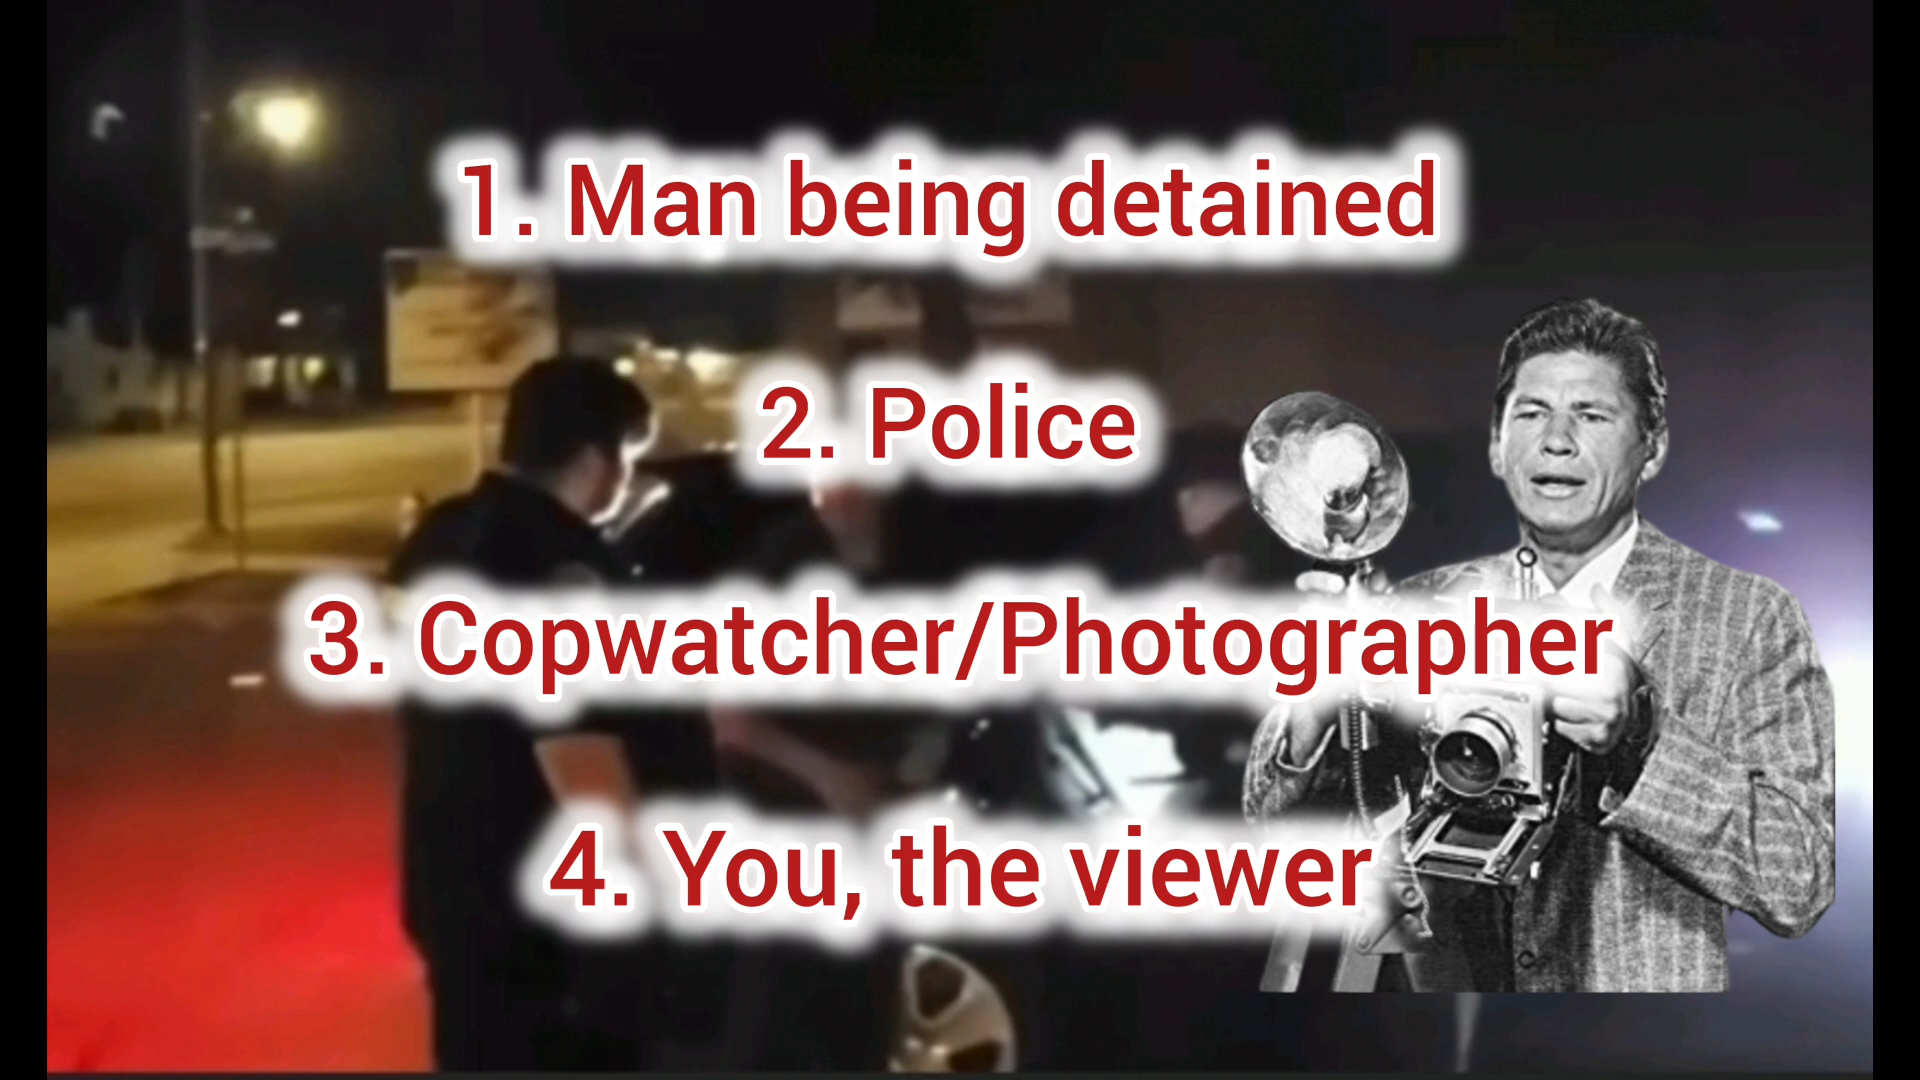 1. Man being detained
2. Police
3. Copwatcher/Photographer
4. You, the viewer